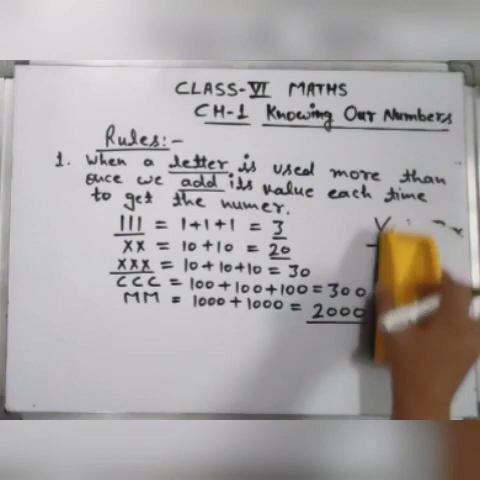 CLASS-VI MATHS
CH-1 Knowing Our Numbers
Rules:-
1. When a letter is used more than
once we add its value each time
to get the numer.
III = 1+1+1 = 3
XX = 10+10 = 20
XXX = 10+10+10 = 30
CCC = 100+100+100 = 300
MM = 1000+1000 = 2000